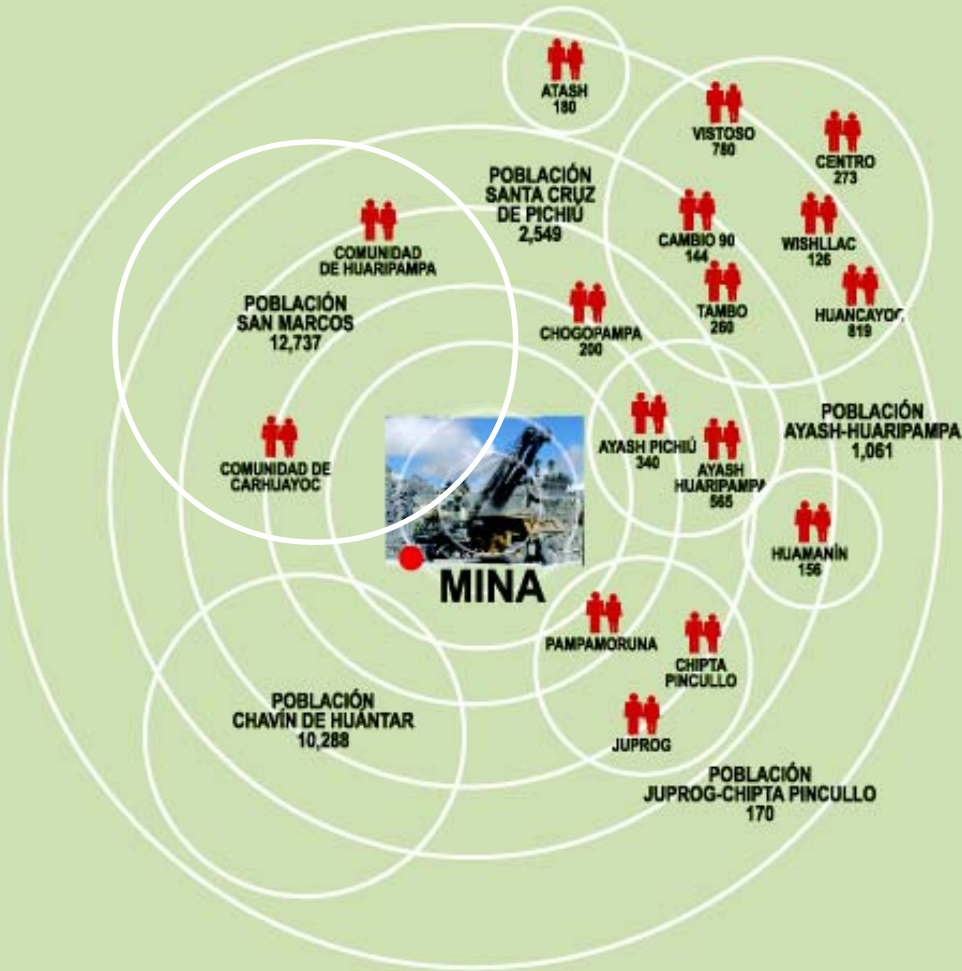 ATASH
180
VISTOSO
780
CENTRO
273
POBLACIÓN
SANTA CRUZ
DE PICHIÚ
2,549
CAMBIO 90
144
WISHLLAC
126
COMUNIDAD
DE HUARIPAMPA
TAMBO
260
HUANCAYOC
819
POBLACIÓN
SAN MARCOS
12,737
CHOGOPAMPA
200
POBLACIÓN
AYASH-HUARIPAMPA
1,061
AYASH PICHIÚ
340
AYASH
HUARIPAMPA
565
COMUNIDAD DE
CARHUAYOC
HUAMANÍN
156
MINA
PAMPAMORUNA
CHIPTA
PINCULLO
JUPROG
POBLACIÓN
CHAVÍN DE HUÁNTAR
10,288
POBLACIÓN
JUPROG-CHIPTA PINCULLO
170